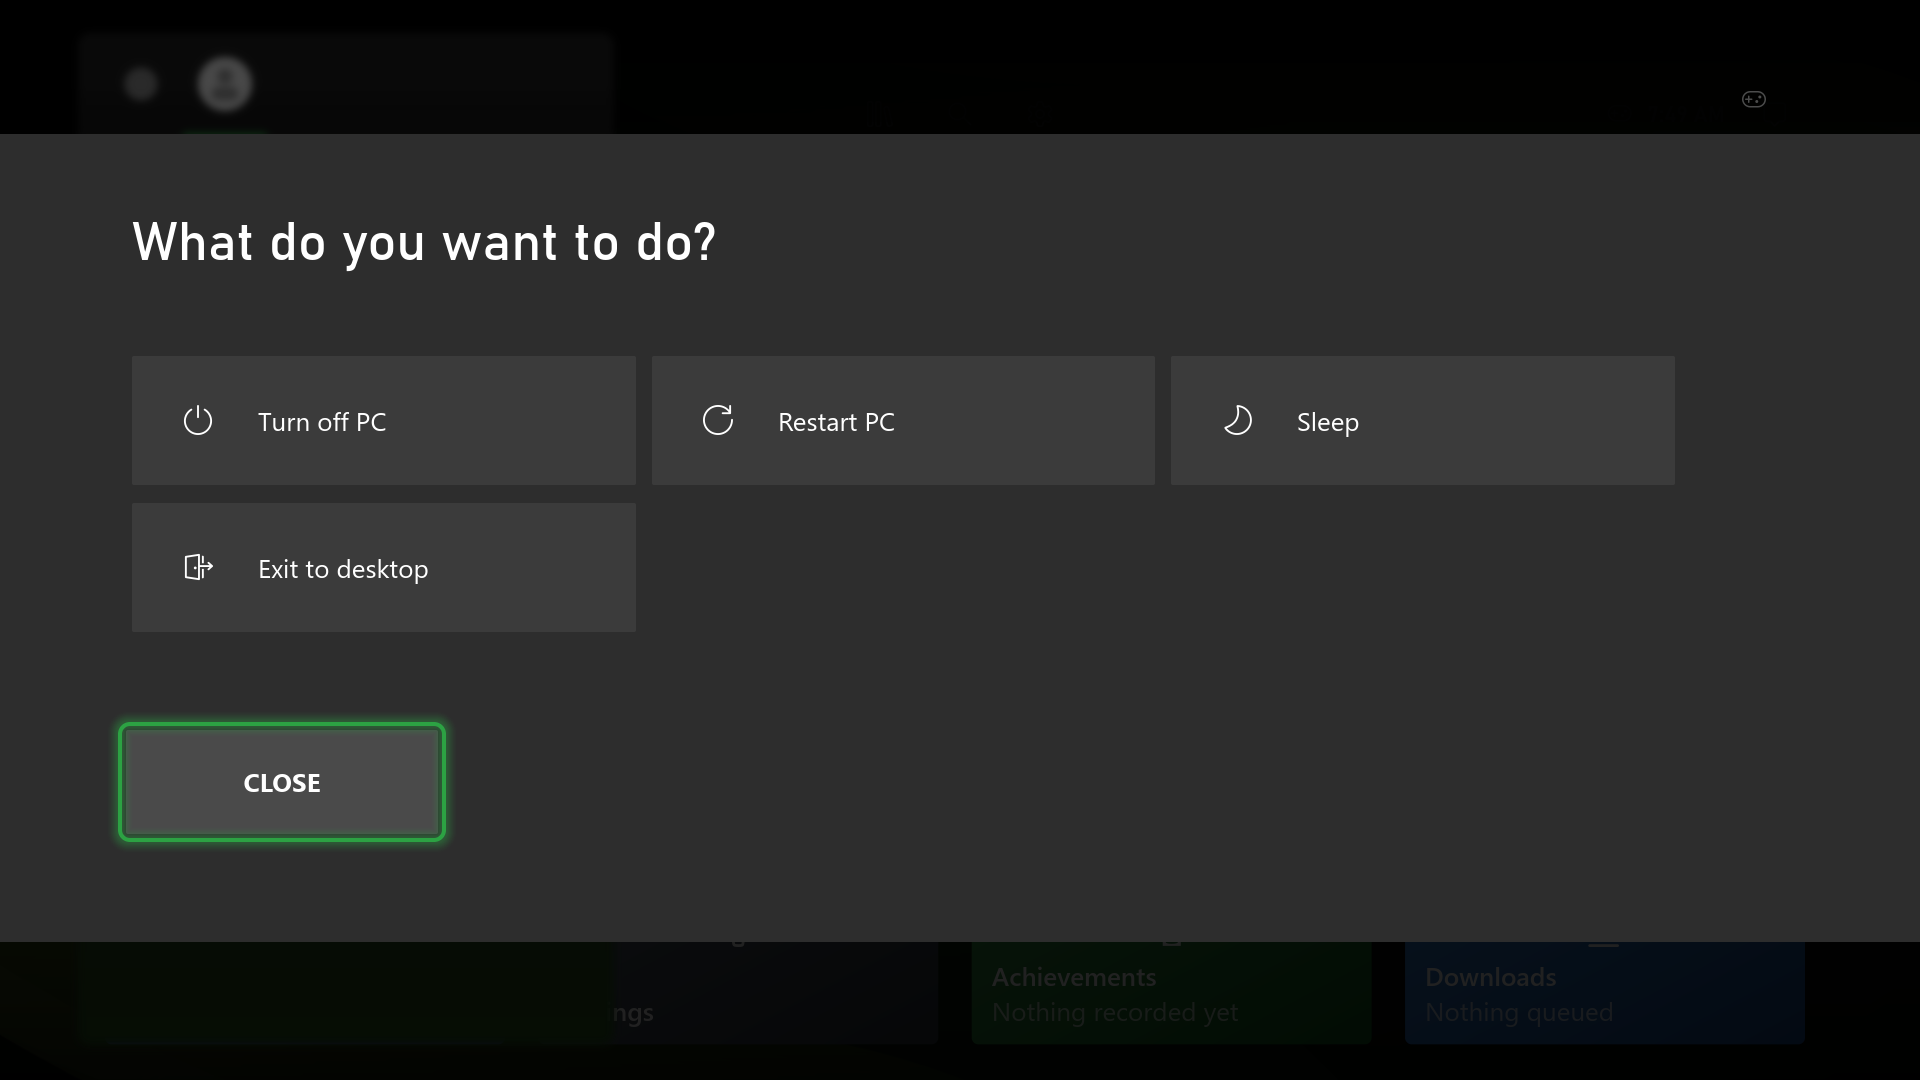 What do you want to do?
Turn off PC
Restart PC
Sleep
Exit to desktop
CLOSE
Achievements
Downloads
ngs
Nothing recorded yet
Nothing queued